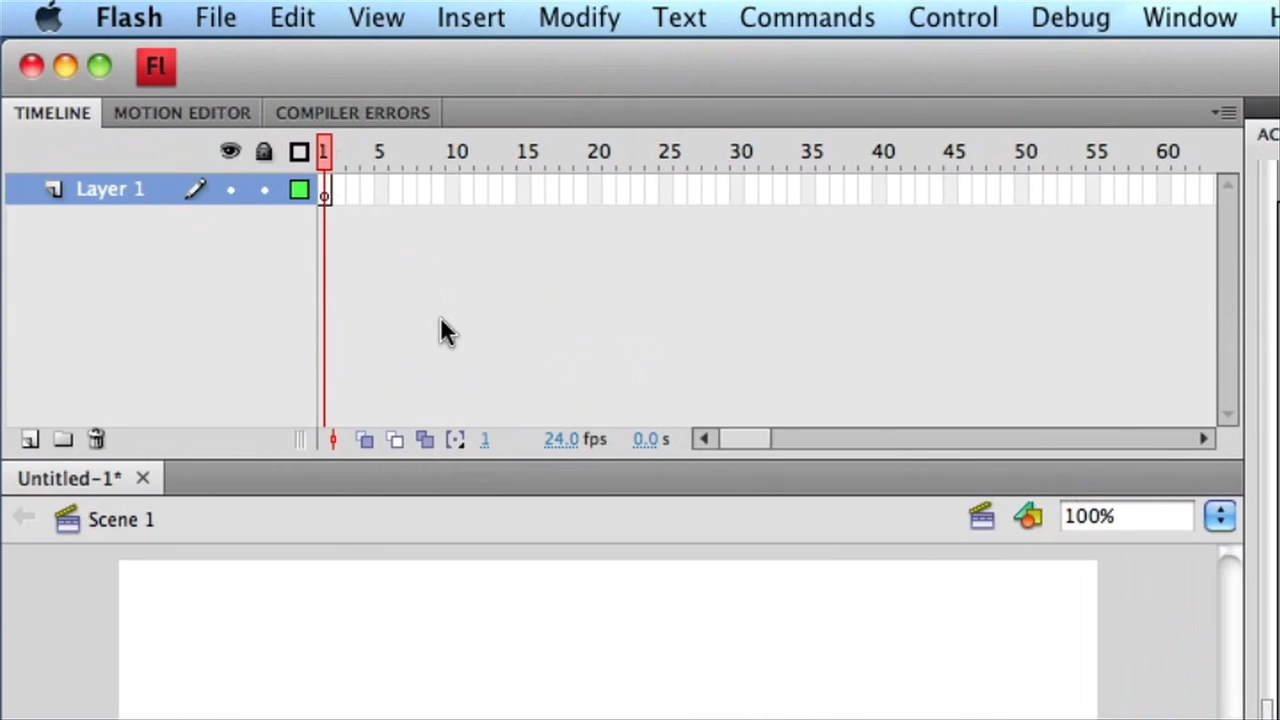 Flash File Edit View Insert Modify Text Commands Control Debug Window
Fl
TIMELINE MOTION EDITOR COMPILER ERRORS
AC
1 5 10 15 20 25 30 35 40 45 50 55 60
Layer 1
1 24.0 fps 0.0 s
Untitled-1*
Scene 1 100%